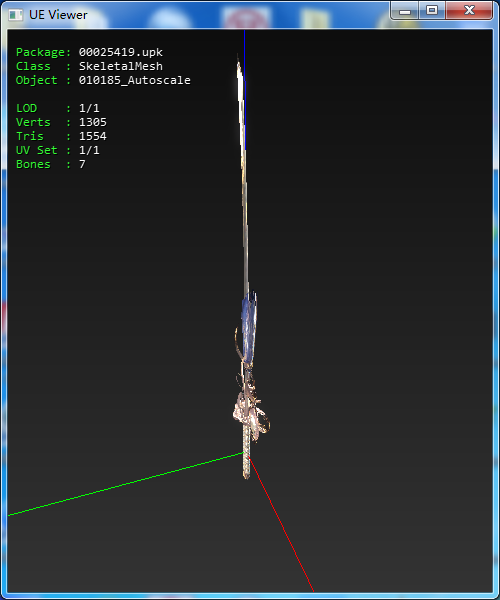 UE Viewer
Package: 00025419.upk
Class  : SkeletalMesh
Object : 010185_Autoscale
LOD    : 1/1
Verts  : 1305
Tris   : 1554
UV Set : 1/1
Bones  : 7